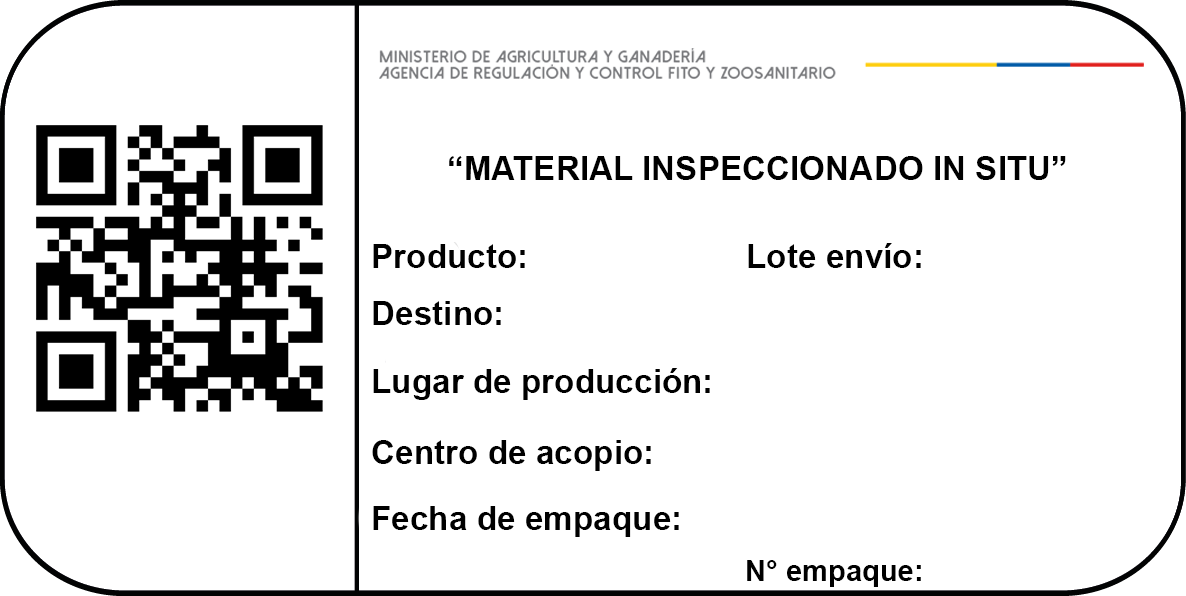 MINISTERIO DE AGRICULTURA Y GANADERÍA
AGENCIA DE REGULACIÓN Y CONTROL FITO Y ZOOSANITARIO
“MATERIAL INSPECCIONADO IN SITU”
Producto: Lote envío:
Destino:
Lugar de producción:
Centro de acopio:
Fecha de empaque:
N° empaque: